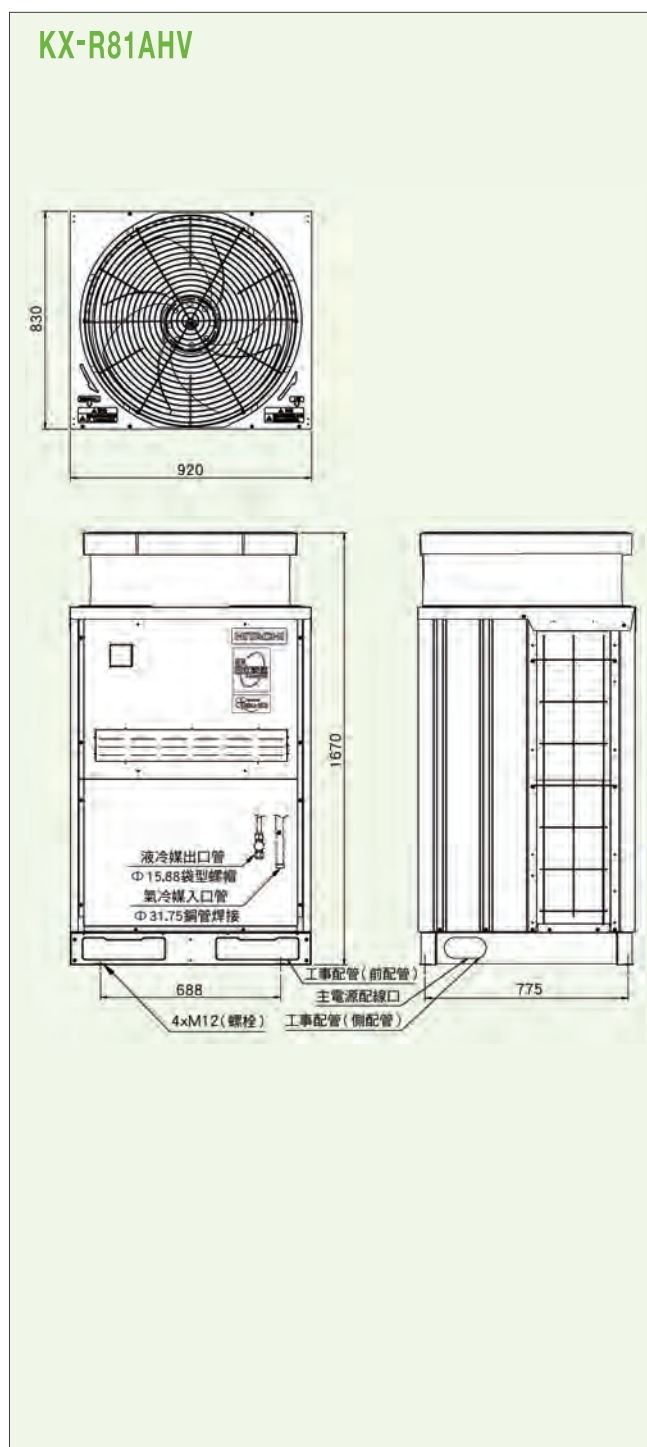 KX-R81AHV
830
920
HITACHI
1670
液冷媒出口管
Φ15.88袋型螺帽
氣冷媒入口管
Φ31.75銅管焊接
工事配管(前配管)
688
主電源配線口
775
4xM12(螺栓)
工事配管(側配管)